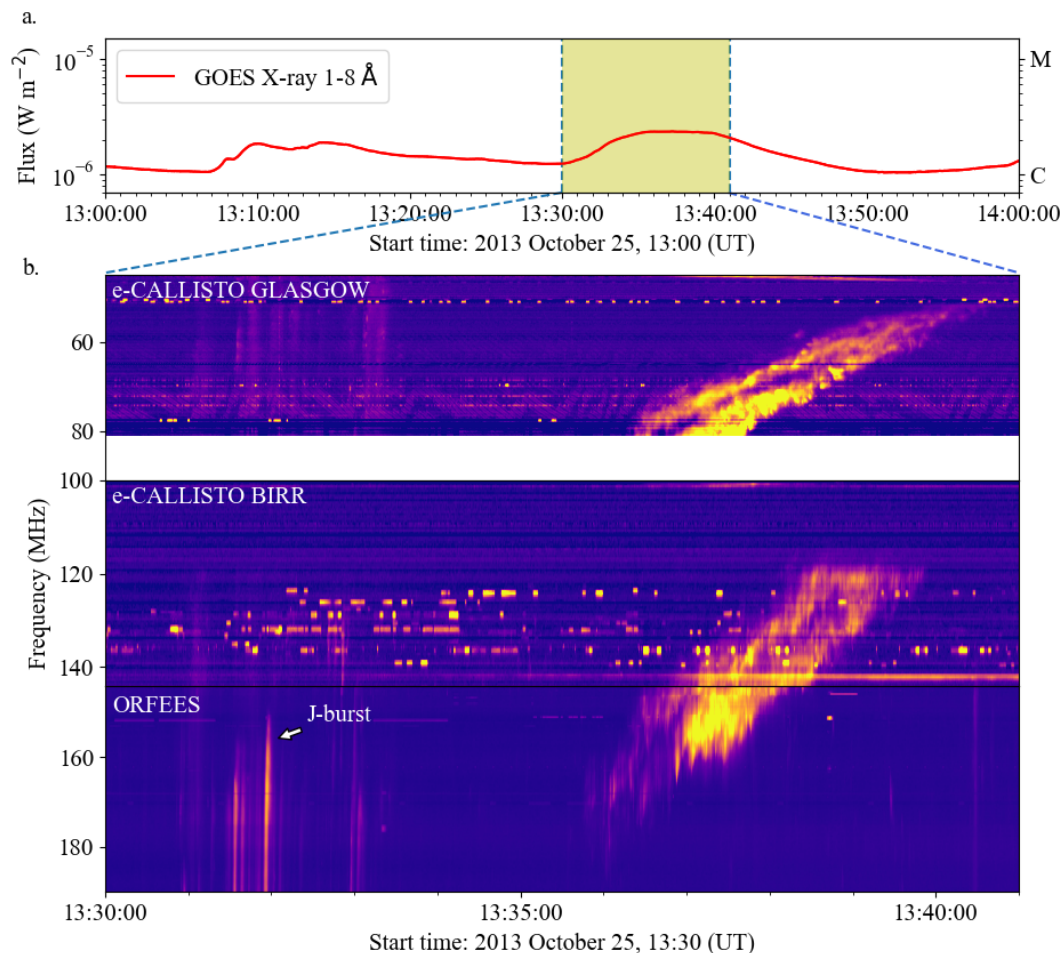 a.
10⁻⁵
10⁻⁶
Flux (W m⁻²)
GOES X-ray 1-8 Å
M
C
13:00:00 13:10:00 13:20:00 13:30:00 13:40:00 13:50:00 14:00:00
Start time: 2013 October 25, 13:00 (UT)
b.
e-CALLISTO GLASGOW
60
80
100
e-CALLISTO BIRR
120
140
Frequency (MHz)
ORFEES
J-burst
160
180
13:30:00 13:35:00 13:40:00
Start time: 2013 October 25, 13:30 (UT)